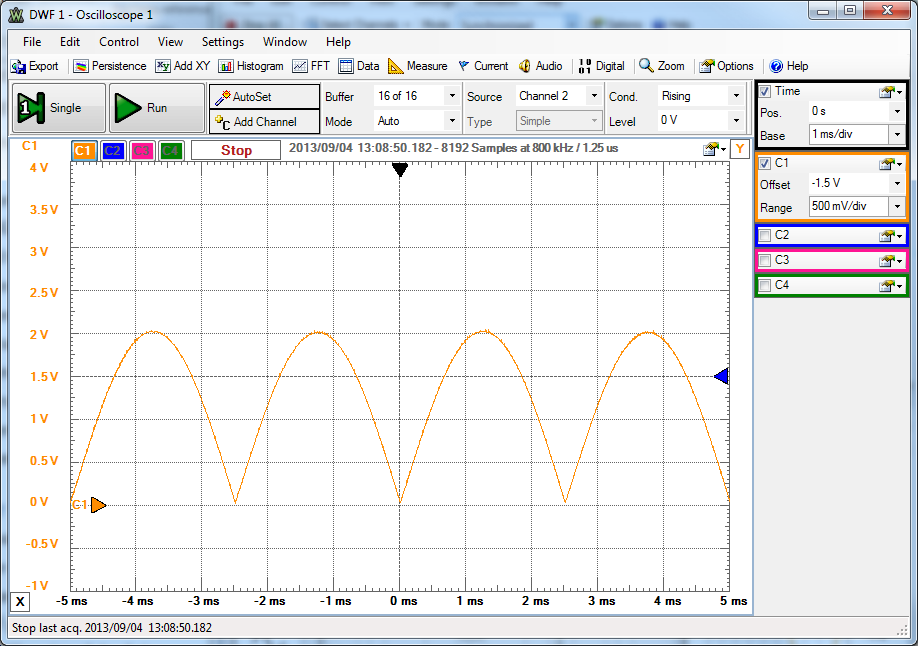 DWF 1 - Oscilloscope 1
File Edit Control View Settings Window Help
Export Persistence Add XY Histogram FFT Data Measure Current Audio Digital Zoom Options Help
1 Single Run AutoSet Buffer 16 of 16 Source Channel 2 Cond. Rising
C Add Channel Mode Auto Type Simple Level 0 V
Time
Pos. 0 s
Base 1 ms/div
C1 C1 C2 C3 C4 Stop 2013/09/04 13:08:50.182 - 8192 Samples at 800 kHz / 1.25 us Y
C1
Offset -1.5 V
Range 500 mV/div
C2
C3
C4
4 V
3.5 V
3 V
2.5 V
2 V
1.5 V
1 V
0.5 V
0 V
C1
-0.5 V
-1 V
X -5 ms -4 ms -3 ms -2 ms -1 ms 0 ms 1 ms 2 ms 3 ms 4 ms 5 ms
Stop last acq. 2013/09/04 13:08:50.182